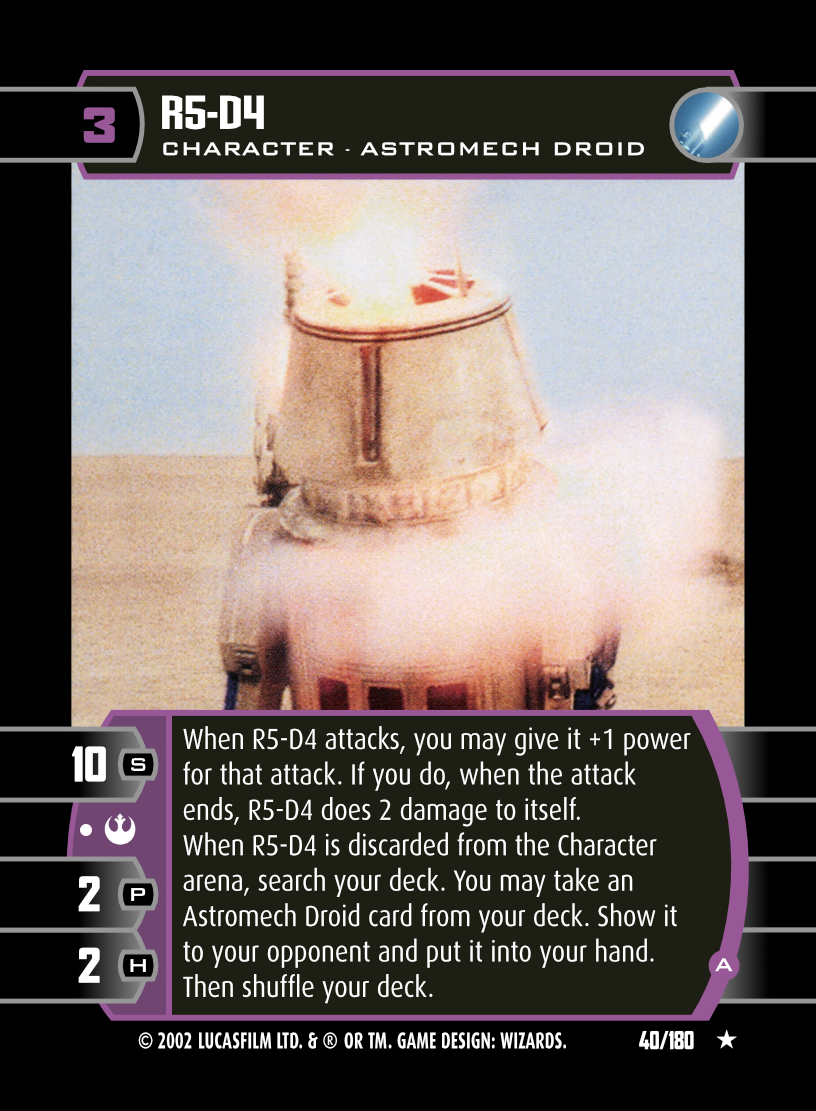 3
R5-D4
CHARACTER - ASTROMECH DROID
When R5-D4 attacks, you may give it +1 power
for that attack. If you do, when the attack
ends, R5-D4 does 2 damage to itself.
When R5-D4 is discarded from the Character
arena, search your deck. You may take an
Astromech Droid card from your deck. Show it
to your opponent and put it into your hand.
Then shuffle your deck.
10 S
2 P
2 H
A
© 2002 LUCASFILM LTD. & ® OR TM. GAME DESIGN: WIZARDS.
40/180 ★